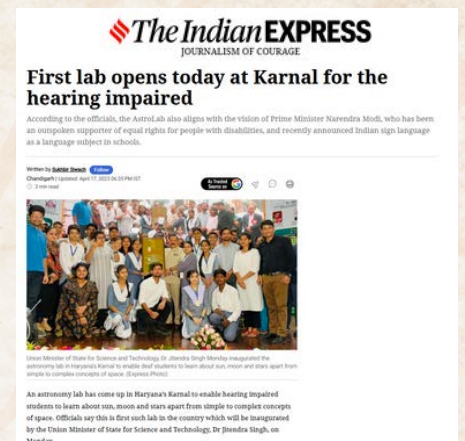 The Indian EXPRESS
JOURNALISM OF COURAGE
First lab opens today at Karnal for the
hearing impaired
According to the officials, the AstroLab also aligns with the vision of Prime Minister Narendra Modi, who has been
an outspoken supporter of equal rights for people with disabilities, and recently announced Indian sign language
as a language subject in schools.
Written by Sukhbir Siwach Follow
Chandigarh | Updated: April 17, 2023 06:35 PM IST
3 min read
As Trusted
Source on
Union Minister of State for Science and Technology, Dr Jitendra Singh Monday inaugurated the
astronomy lab in Haryana's Karnal to enable deaf students to learn about sun, moon and stars apart from
simple to complex concepts of space. (Express Photo)
An astronomy lab has come up in Haryana's Karnal to enable hearing impaired
students to learn about sun, moon and stars apart from simple to complex concepts
of space. Officials say this is first such lab in the country which will be inaugurated
by the Union Minister of State for Science and Technology, Dr Jitendra Singh, on
Monday.